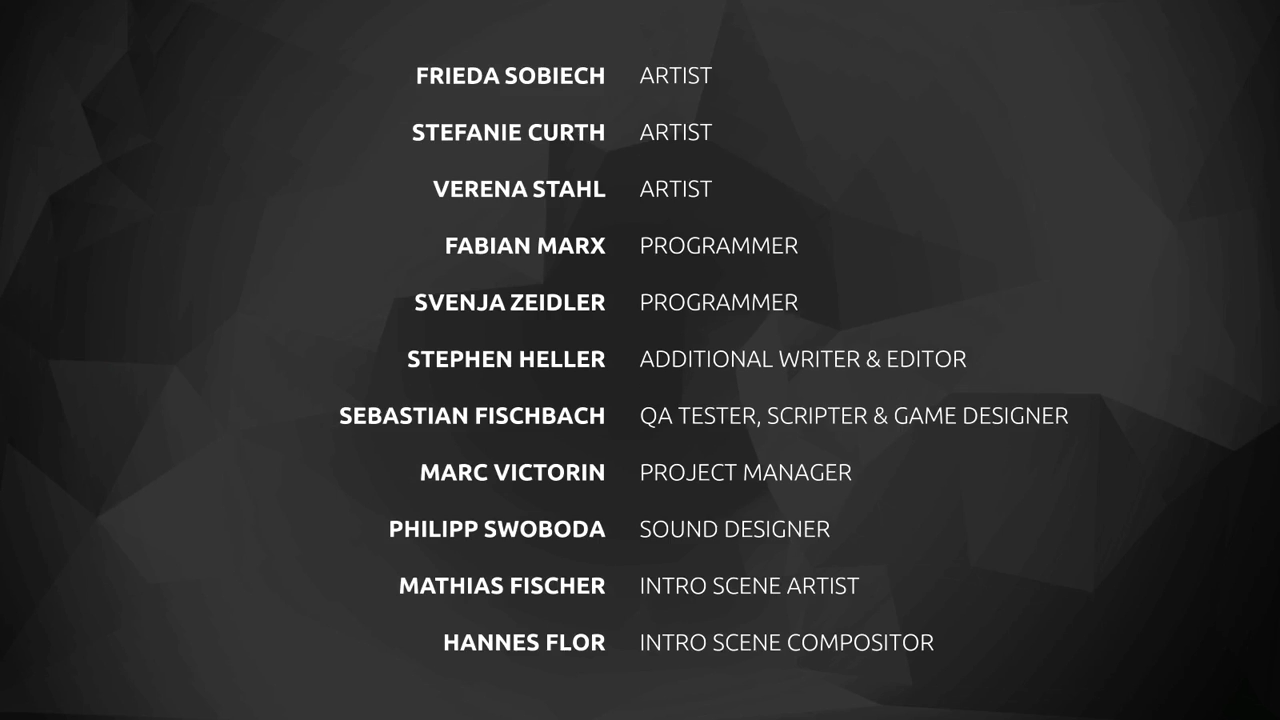 FRIEDA SOBIECH ARTIST
STEFANIE CURTH ARTIST
VERENA STAHL ARTIST
FABIAN MARX PROGRAMMER
SVENJA ZEIDLER PROGRAMMER
STEPHEN HELLER ADDITIONAL WRITER & EDITOR
SEBASTIAN FISCHBACH QA TESTER, SCRIPTER & GAME DESIGNER
MARC VICTORIN PROJECT MANAGER
PHILIPP SWOBODA SOUND DESIGNER
MATHIAS FISCHER INTRO SCENE ARTIST
HANNES FLOR INTRO SCENE COMPOSITOR